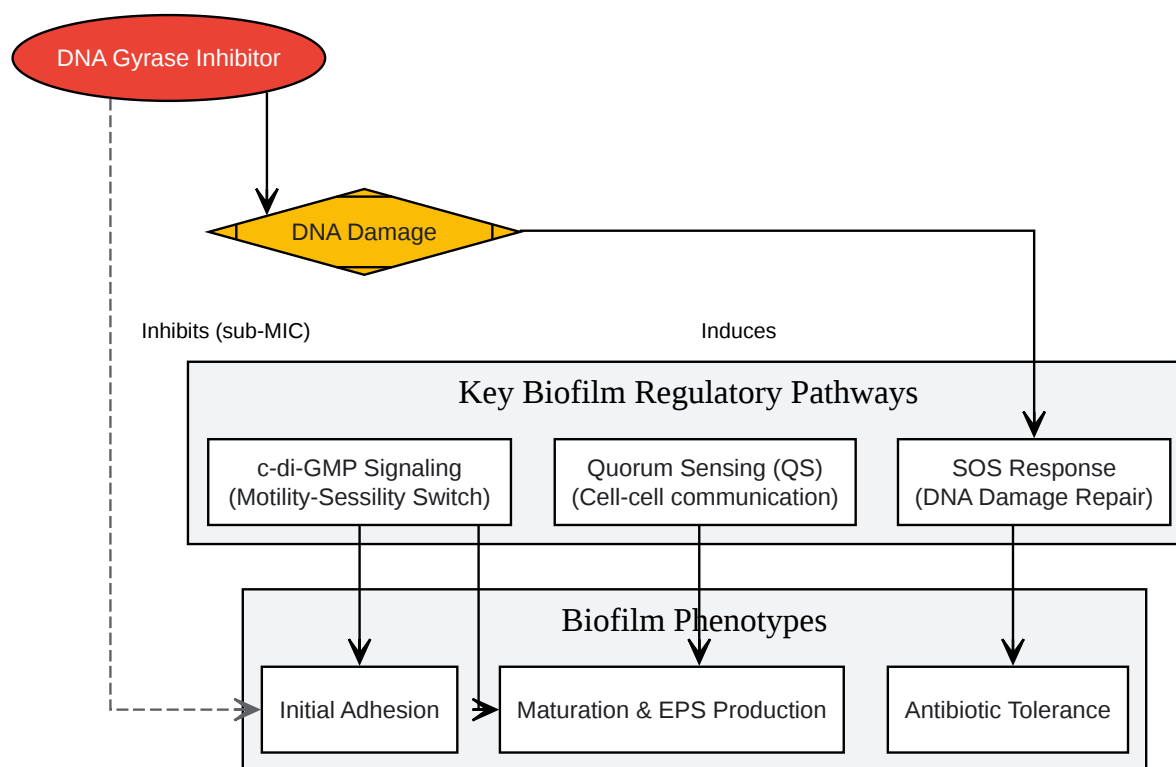 DNA Gyrase Inhibitor
DNA Damage
Inhibits (sub-MIC)
Induces
Key Biofilm Regulatory Pathways
c-di-GMP Signaling
(Motility-Sessility Switch)
Quorum Sensing (QS)
(Cell-cell communication)
SOS Response
(DNA Damage Repair)
Biofilm Phenotypes
Initial Adhesion
Maturation & EPS Production
Antibiotic Tolerance